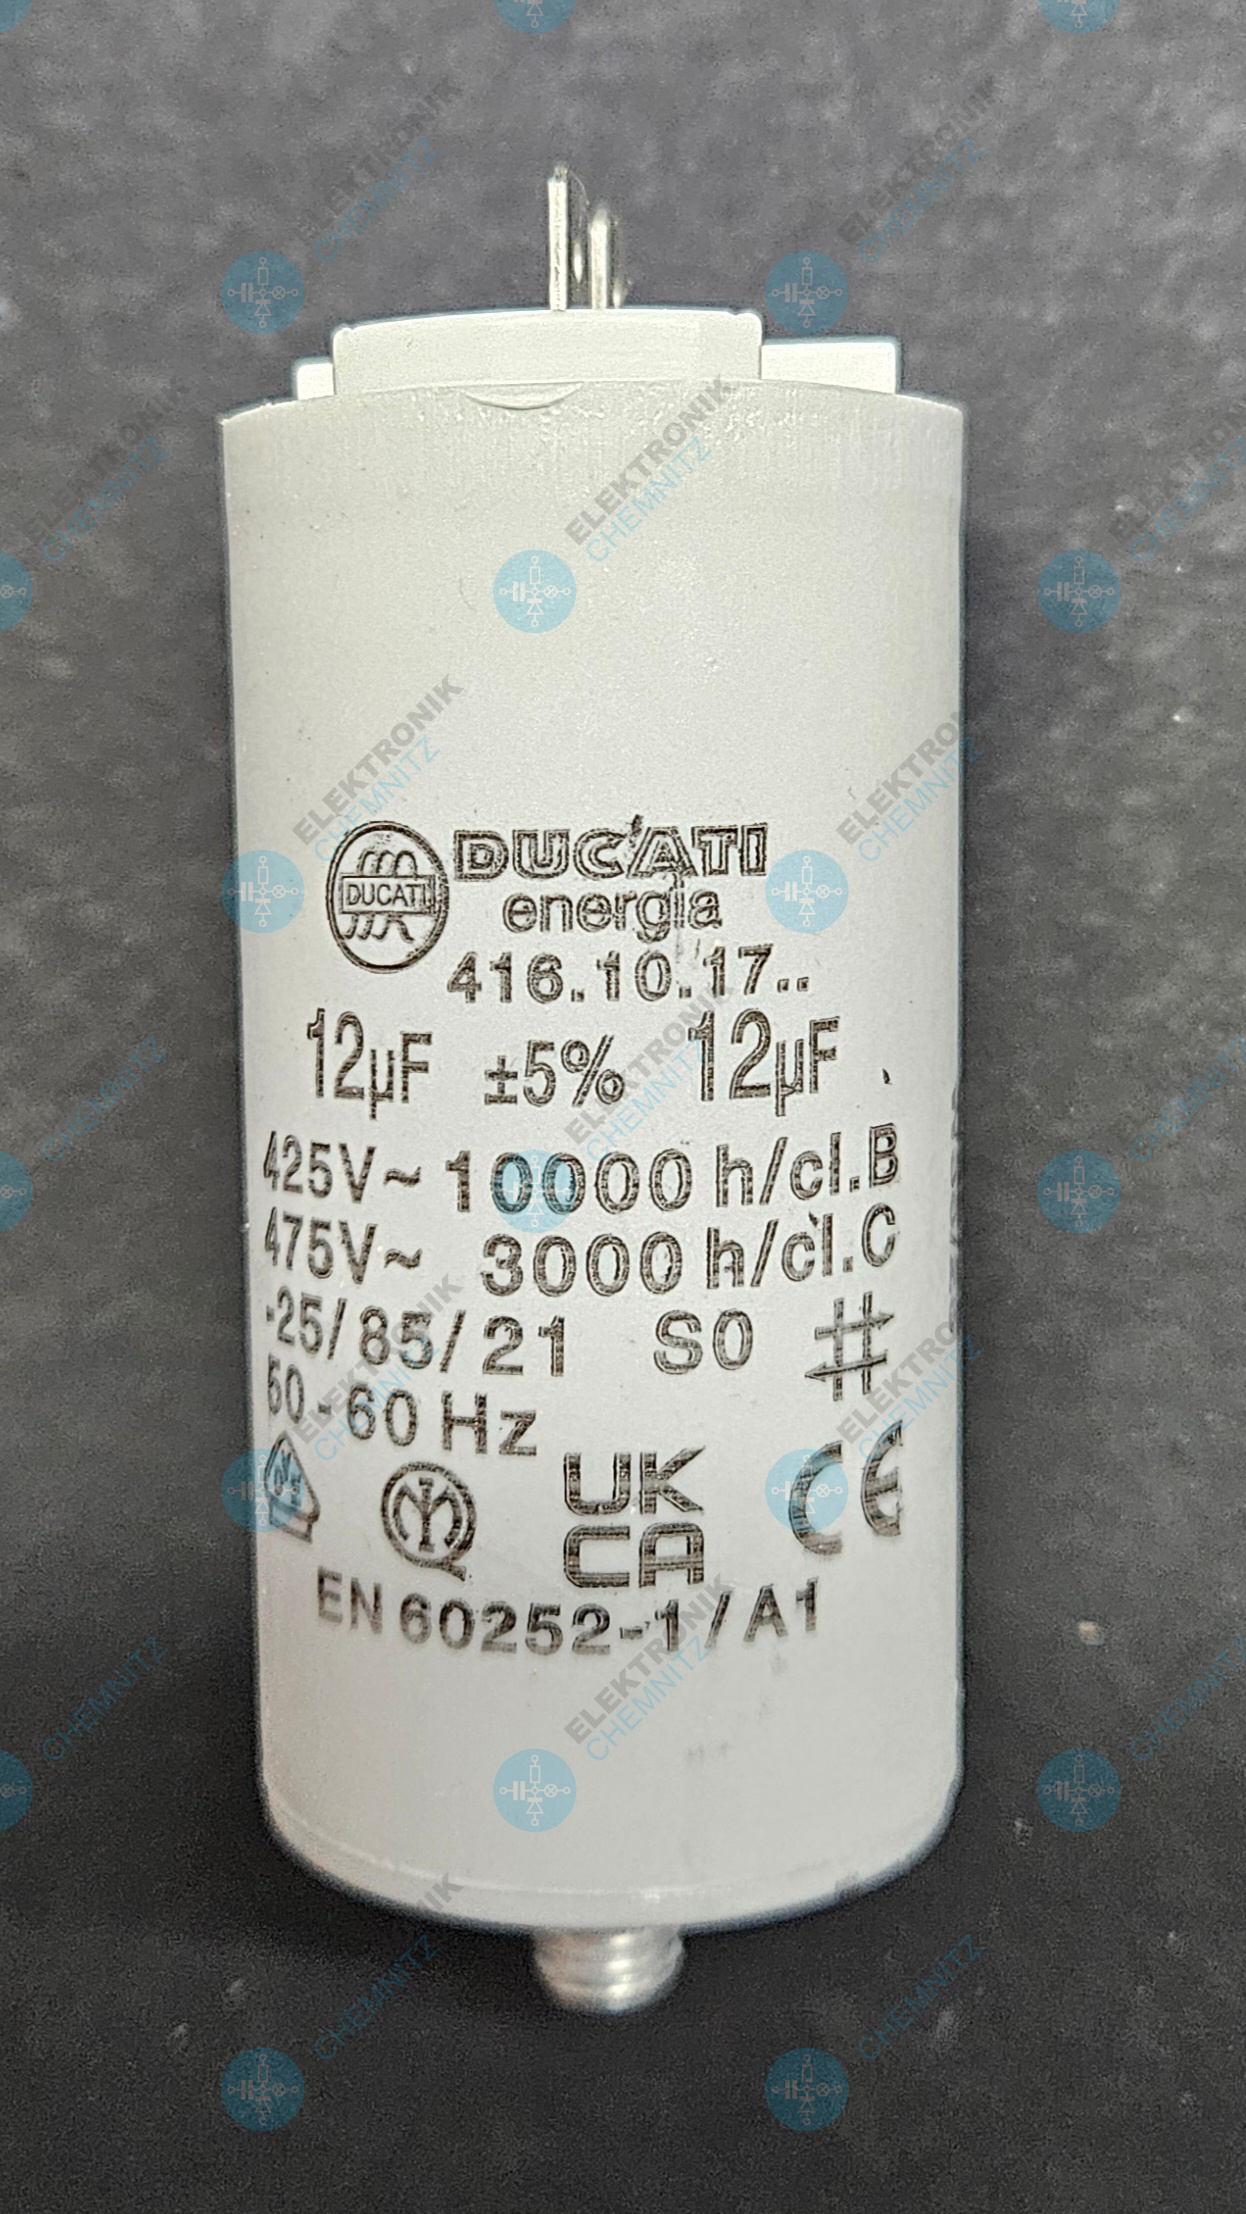 DUCATI
DUCATI
energia
416.10.17..
12µF ±5% 12µF
425V~ 10000 h/cl.B
475V~ 3000 h/cl.C
-25/85/21 S0
50-60 Hz
UK
CA
CE
EN 60252-1/A1
ELEKTRONIK
CHEMNITZ